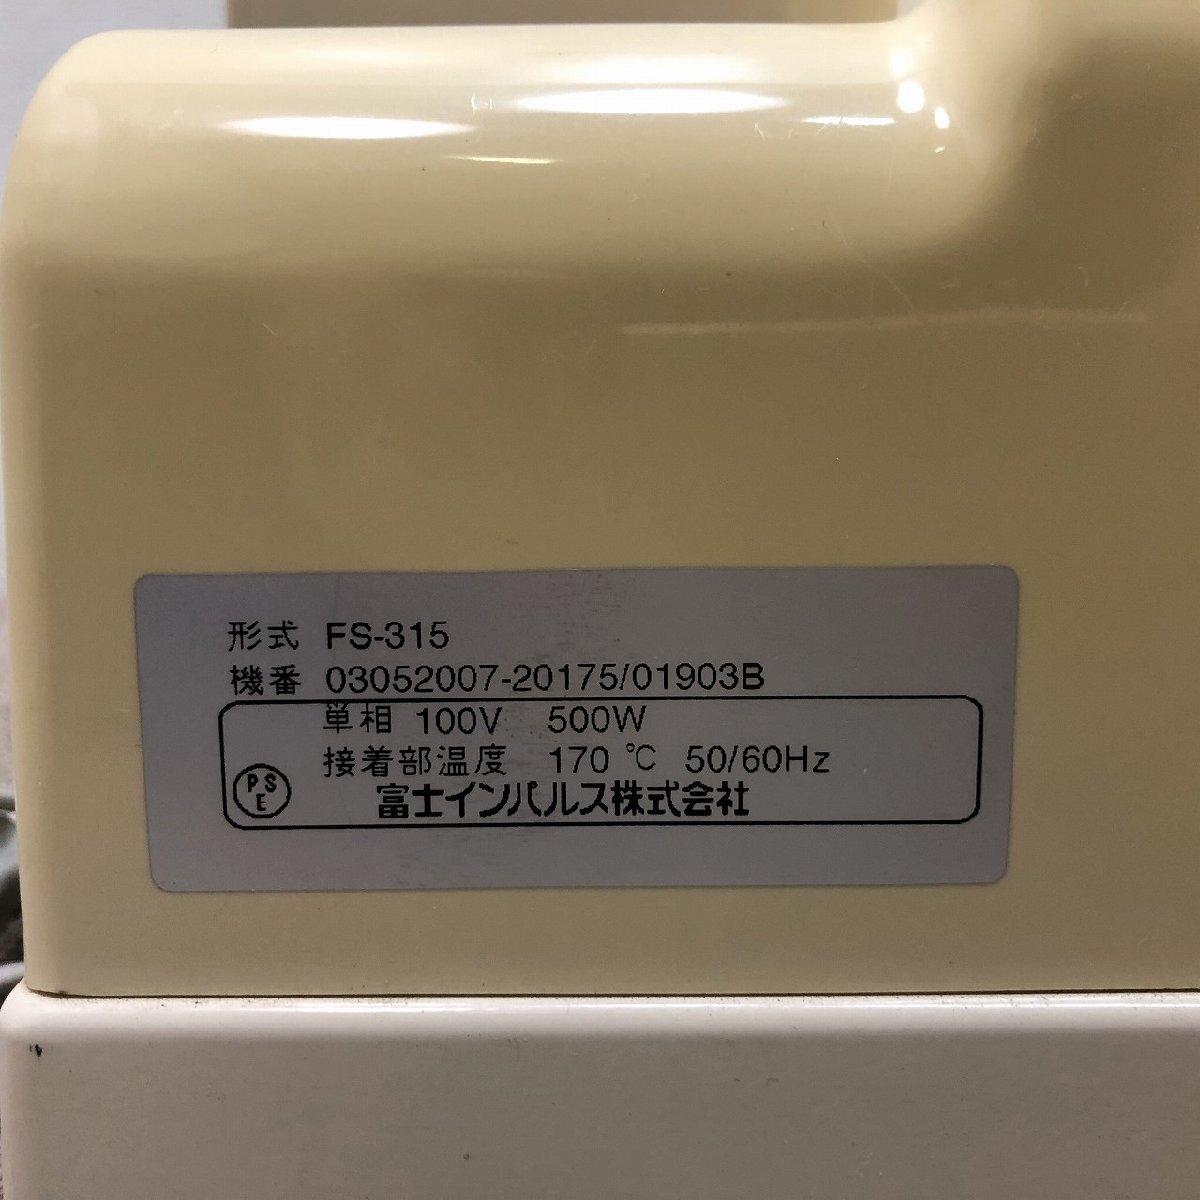 形式 FS-315
機番 03052007-20175/01903B
単相 100V 500W
接着部温度 170 ℃ 50/60Hz
PSE 富士インパルス株式会社